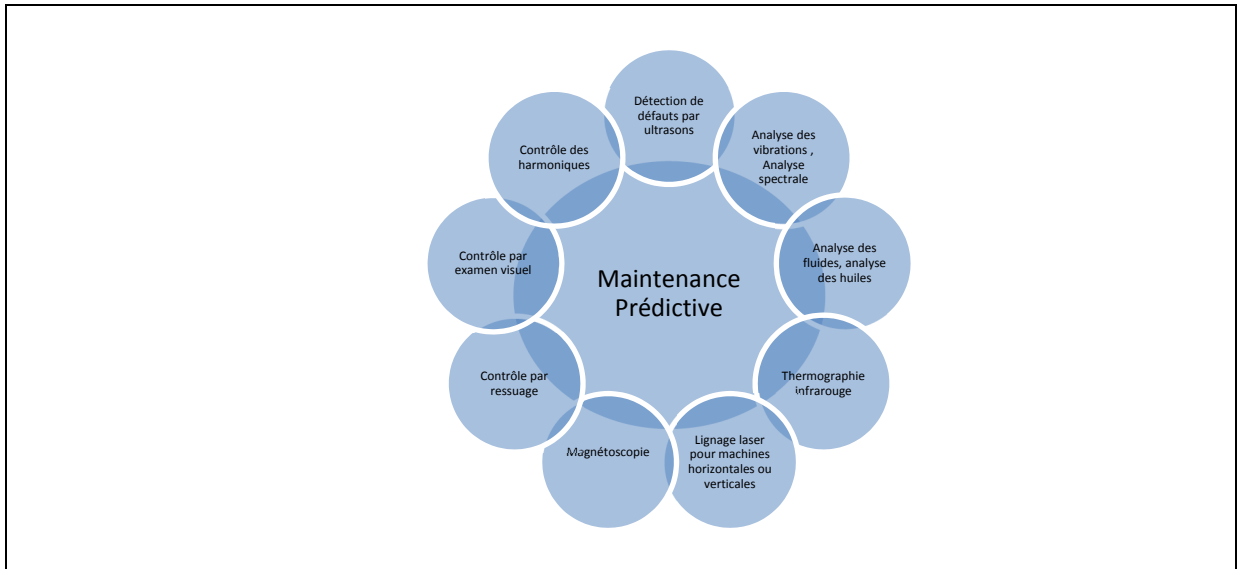 Détection de
défauts par
ultrasons
Analyse des
vibrations ,
Analyse
spectrale
Analyse des
fluides, analyse
des huiles
Thermographie
infrarouge
Lignage laser
pour machines
horizontales ou
verticales
Magnétoscopie
Contrôle par
ressuage
Contrôle par
examen visuel
Contrôle des
harmoniques
Maintenance
Prédictive